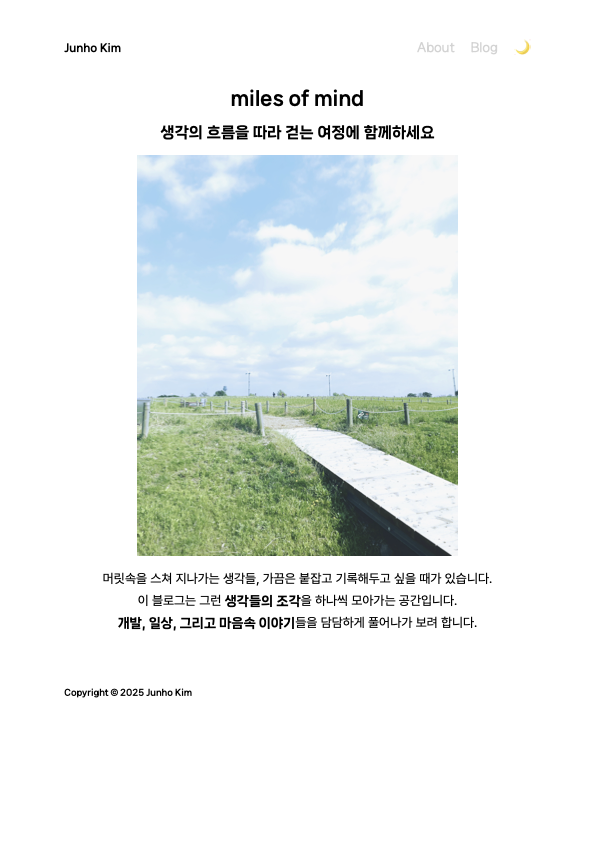 Junho Kim
About Blog 🌙
miles of mind
생각의 흐름을 따라 걷는 여정에 함께하세요
머릿속을 스쳐 지나가는 생각들, 가끔은 붙잡고 기록해두고 싶을 때가 있습니다.
이 블로그는 그런 생각들의 조각을 하나씩 모아가는 공간입니다.
개발, 일상, 그리고 마음속 이야기들을 담담하게 풀어나가 보려 합니다.
Copyright © 2025 Junho Kim